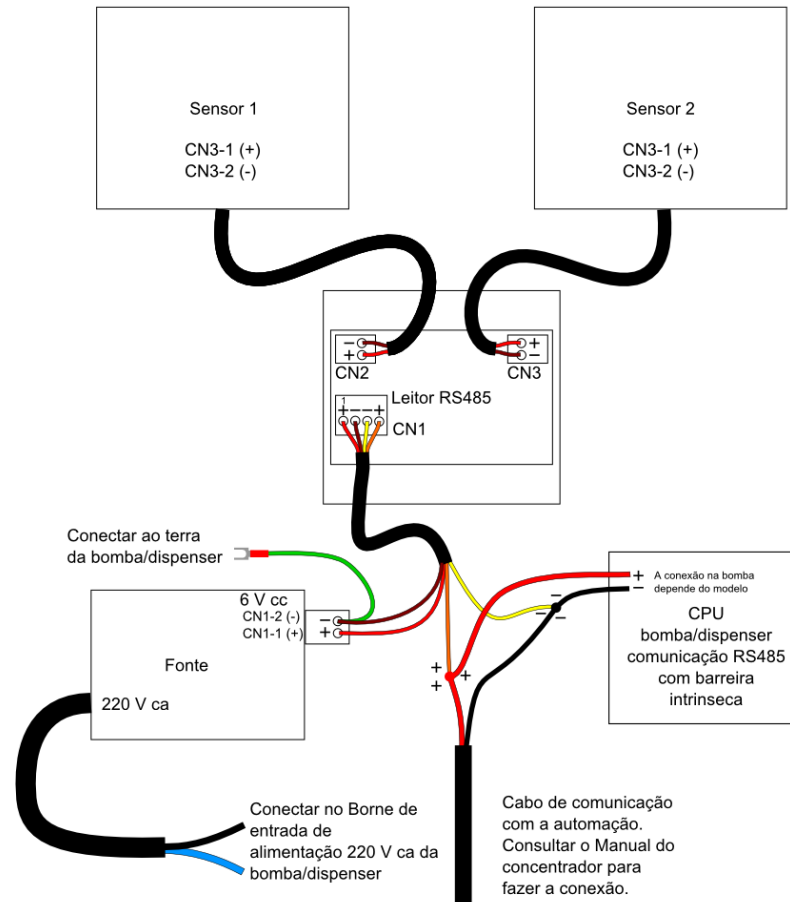 Sensor 1
CN3-1 (+)
CN3-2 (-)
Sensor 2
CN3-1 (+)
CN3-2 (-)
−
+
CN2
+
−
CN3
Leitor RS485
1
+−−+
CN1
Conectar ao terra
da bomba/dispenser
6 V cc
CN1-2 (-)
CN1-1 (+)
−
+
Fonte
220 V ca
−
−
−
+
+
+
+ A conexão na bomba
− depende do modelo
CPU
bomba/dispenser
comunicação RS485
com barreira
intrinseca
Conectar no Borne de
entrada de
alimentação 220 V ca da
bomba/dispenser
Cabo de comunicação
com a automação.
Consultar o Manual do
concentrador para
fazer a conexão.